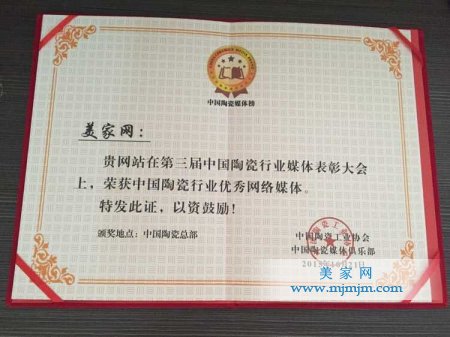 中国陶瓷媒体榜
美家网：
贵网站在第三届中国陶瓷行业媒体表彰大会
上，荣获中国陶瓷行业优秀网络媒体。
特发此证，以资鼓励！
颁奖地点：中国陶瓷总部
中国陶瓷工业协会
中国陶瓷媒体俱乐部
美家网
www.mjmjm.com